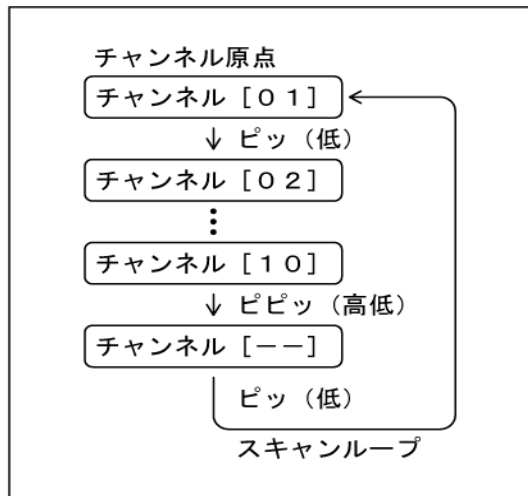 チャンネル原点
チャンネル [01]
↓ ピッ (低)
チャンネル [02]
⋮
チャンネル [10]
↓ ピピッ (高低)
チャンネル [−−]
ピッ (低)
スキャンループ